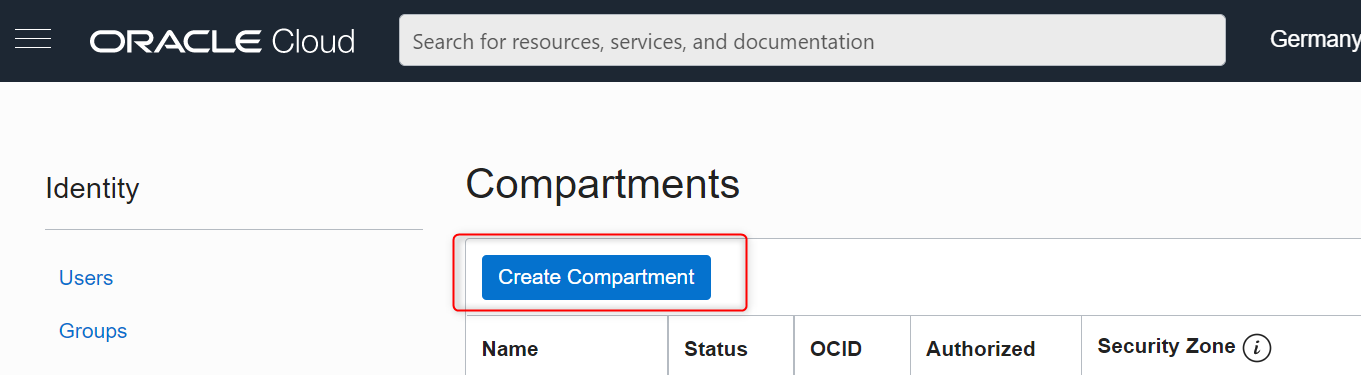 ORACLE Cloud
Search for resources, services, and documentation
Germany
Identity
Compartments
Create Compartment
Users
Groups
Name Status OCID Authorized Security Zone i